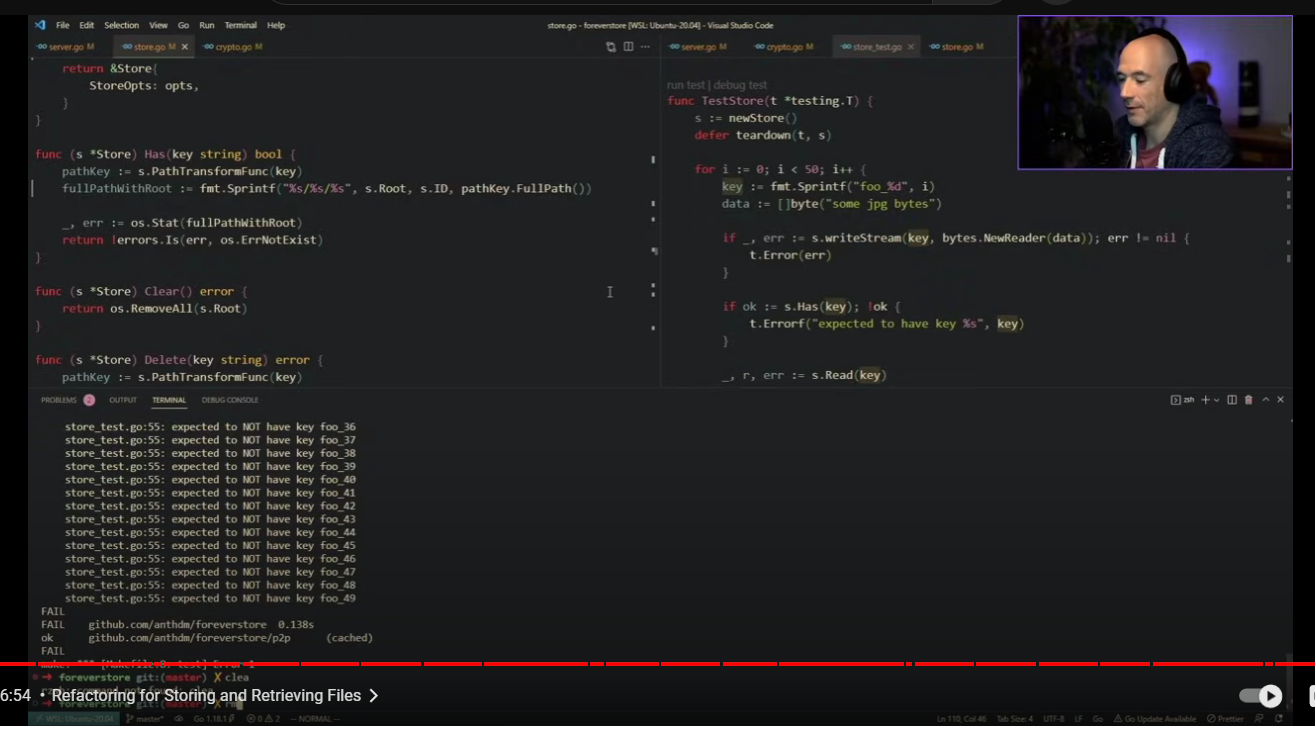 File Edit Selection View Go Run Terminal Help
store.go - foreverstore [WSL: Ubuntu-20.04] - Visual Studio Code
server.go M store.go M crypto.go M
return &Store{
StoreOpts: opts,
}
}
func (s *Store) Has(key string) bool {
pathKey := s.PathTransformFunc(key)
fullPathWithRoot := fmt.Sprintf("%s/%s/%s", s.Root, s.ID, pathKey.FullPath())
_, err := os.Stat(fullPathWithRoot)
return !errors.Is(err, os.ErrNotExist)
}
func (s *Store) Clear() error {
return os.RemoveAll(s.Root)
}
func (s *Store) Delete(key string) error {
pathKey := s.PathTransformFunc(key)
server.go M crypto.go M store_test.go store.go M
run test | debug test
func TestStore(t *testing.T) {
s := newStore()
defer teardown(t, s)
for i := 0; i < 50; i++ {
key := fmt.Sprintf("foo_%d", i)
data := []byte("some jpg bytes")
if _, err := s.writeStream(key, bytes.NewReader(data)); err != nil {
t.Error(err)
}
if ok := s.Has(key); !ok {
t.Errorf("expected to have key %s", key)
}
_, r, err := s.Read(key)
PROBLEMS 2 OUTPUT TERMINAL DEBUG CONSOLE
zsh
store_test.go:55: expected to NOT have key foo_36
store_test.go:55: expected to NOT have key foo_37
store_test.go:55: expected to NOT have key foo_38
store_test.go:55: expected to NOT have key foo_39
store_test.go:55: expected to NOT have key foo_40
store_test.go:55: expected to NOT have key foo_41
store_test.go:55: expected to NOT have key foo_42
store_test.go:55: expected to NOT have key foo_43
store_test.go:55: expected to NOT have key foo_44
store_test.go:55: expected to NOT have key foo_45
store_test.go:55: expected to NOT have key foo_46
store_test.go:55: expected to NOT have key foo_47
store_test.go:55: expected to NOT have key foo_48
store_test.go:55: expected to NOT have key foo_49
FAIL
FAIL github.com/anthdm/foreverstore 0.138s
ok github.com/anthdm/foreverstore/p2p (cached)
FAIL
make: *** [Makefile:8: test] Error 1
foreverstore git:(master) X clea
6:54 • Refactoring for Storing and Retrieving Files
foreverstore git:(master) X rm
WSL: Ubuntu-20.04 master* Go 1.18.1 0 2 -- NORMAL --
Ln 110, Col 46 Tab Size: 4 UTF-8 LF Go Go Update Available Prettier